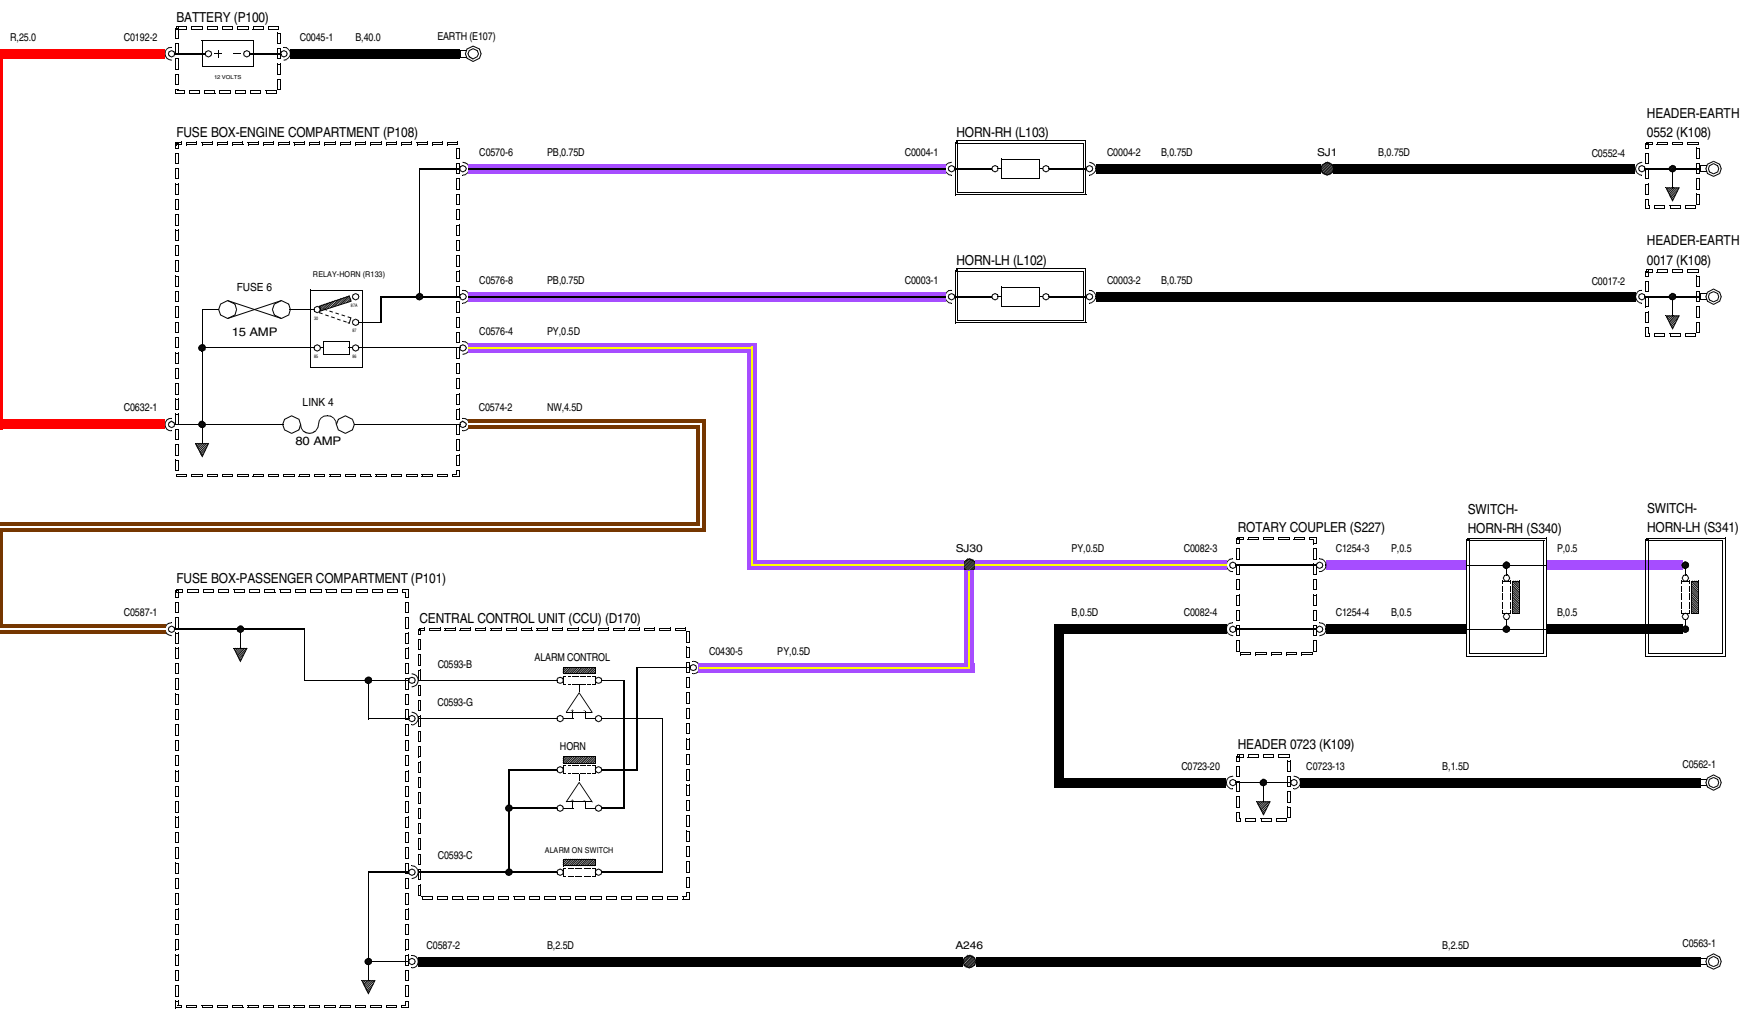 BATTERY (P100)
R,25.0 C0192-2 C0045-1 B,40.0 EARTH (E107)
+ −
12 VOLTS
HEADER-EARTH
0552 (K108)
FUSE BOX-ENGINE COMPARTMENT (P108)
HORN-RH (L103)
C0570-6 PB,0.75D C0004-1 C0004-2 B,0.75D SJ1 B,0.75D C0552-4
HEADER-EARTH
0017 (K108)
HORN-LH (L102)
RELAY-HORN (R133)
C0576-8 PB,0.75D C0003-1 C0003-2 B,0.75D C0017-2
FUSE 6
87A
30
87
15 AMP
C0576-4 PY,0.5D
LINK 4
C0632-1 C0574-2 NW,4.5D
80 AMP
SWITCH-
HORN-RH (S340)
SWITCH-
HORN-LH (S341)
ROTARY COUPLER (S227)
SJ30 PY,0.5D C0082-3 C1254-3 P,0.5 P,0.5
FUSE BOX-PASSENGER COMPARTMENT (P101)
C0587-1 B,0.5D C0082-4 C1254-4 B,0.5 B,0.5
CENTRAL CONTROL UNIT (CCU) (D170)
C0430-5 PY,0.5D
C0593-B ALARM CONTROL
C0593-G
HORN
HEADER 0723 (K109)
C0723-20 C0723-13 B,1.5D C0562-1
C0593-C ALARM ON SWITCH
C0587-2 B,2.5D A246 B,2.5D C0563-1